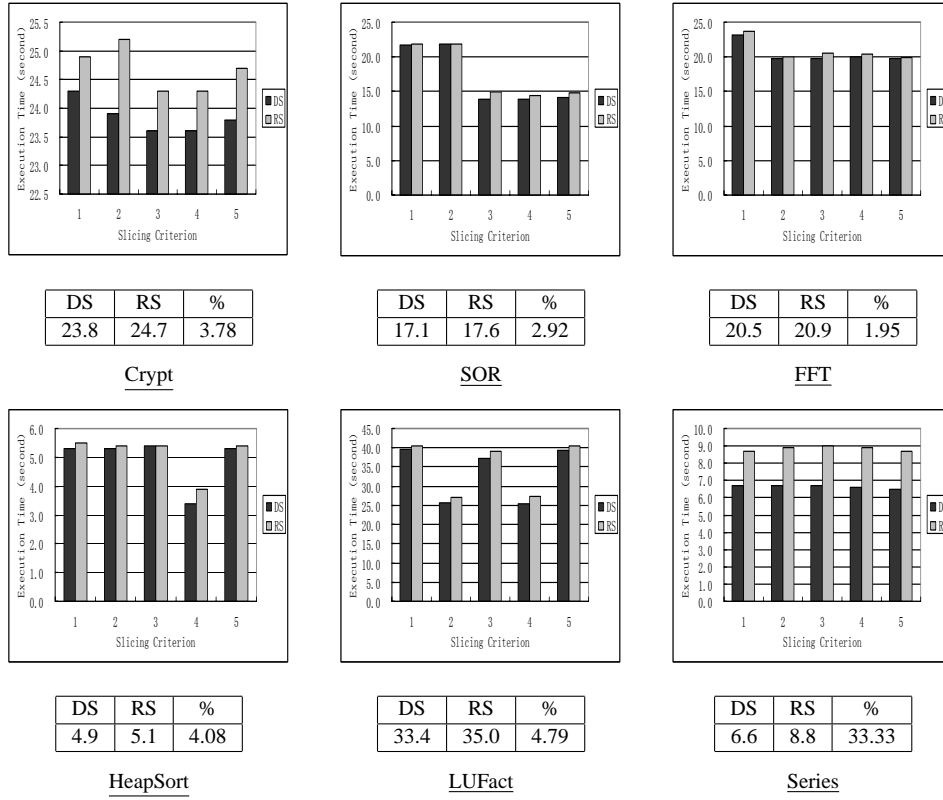 Execution Time (second)
25.5
25.0
24.5
24.0
23.5
23.0
22.5
1 2 3 4 5
Slicing Criterion
DS
RS
DS RS %
23.8 24.7 3.78
Crypt
Execution Time (second)
25.0
20.0
15.0
10.0
5.0
0.0
1 2 3 4 5
Slicing Criterion
DS
RS
DS RS %
17.1 17.6 2.92
SOR
Execution Time (second)
25.0
20.0
15.0
10.0
5.0
0.0
1 2 3 4 5
Slicing Criterion
DS RS %
20.5 20.9 1.95
FFT
Execution Time (second)
6.0
5.0
4.0
3.0
2.0
1.0
0.0
1 2 3 4 5
Slicing Criterion
DS
RS
DS RS %
4.9 5.1 4.08
HeapSort
Execution Time (second)
45.0
40.0
35.0
30.0
25.0
20.0
15.0
10.0
5.0
0.0
1 2 3 4 5
Slicing Criterion
DS
RS
DS RS %
33.4 35.0 4.79
LUFact
Execution Time (second)
10.0
9.0
8.0
7.0
6.0
5.0
4.0
3.0
2.0
1.0
0.0
1 2 3 4 5
Slicing Criterion
DS RS %
6.6 8.8 33.33
Series